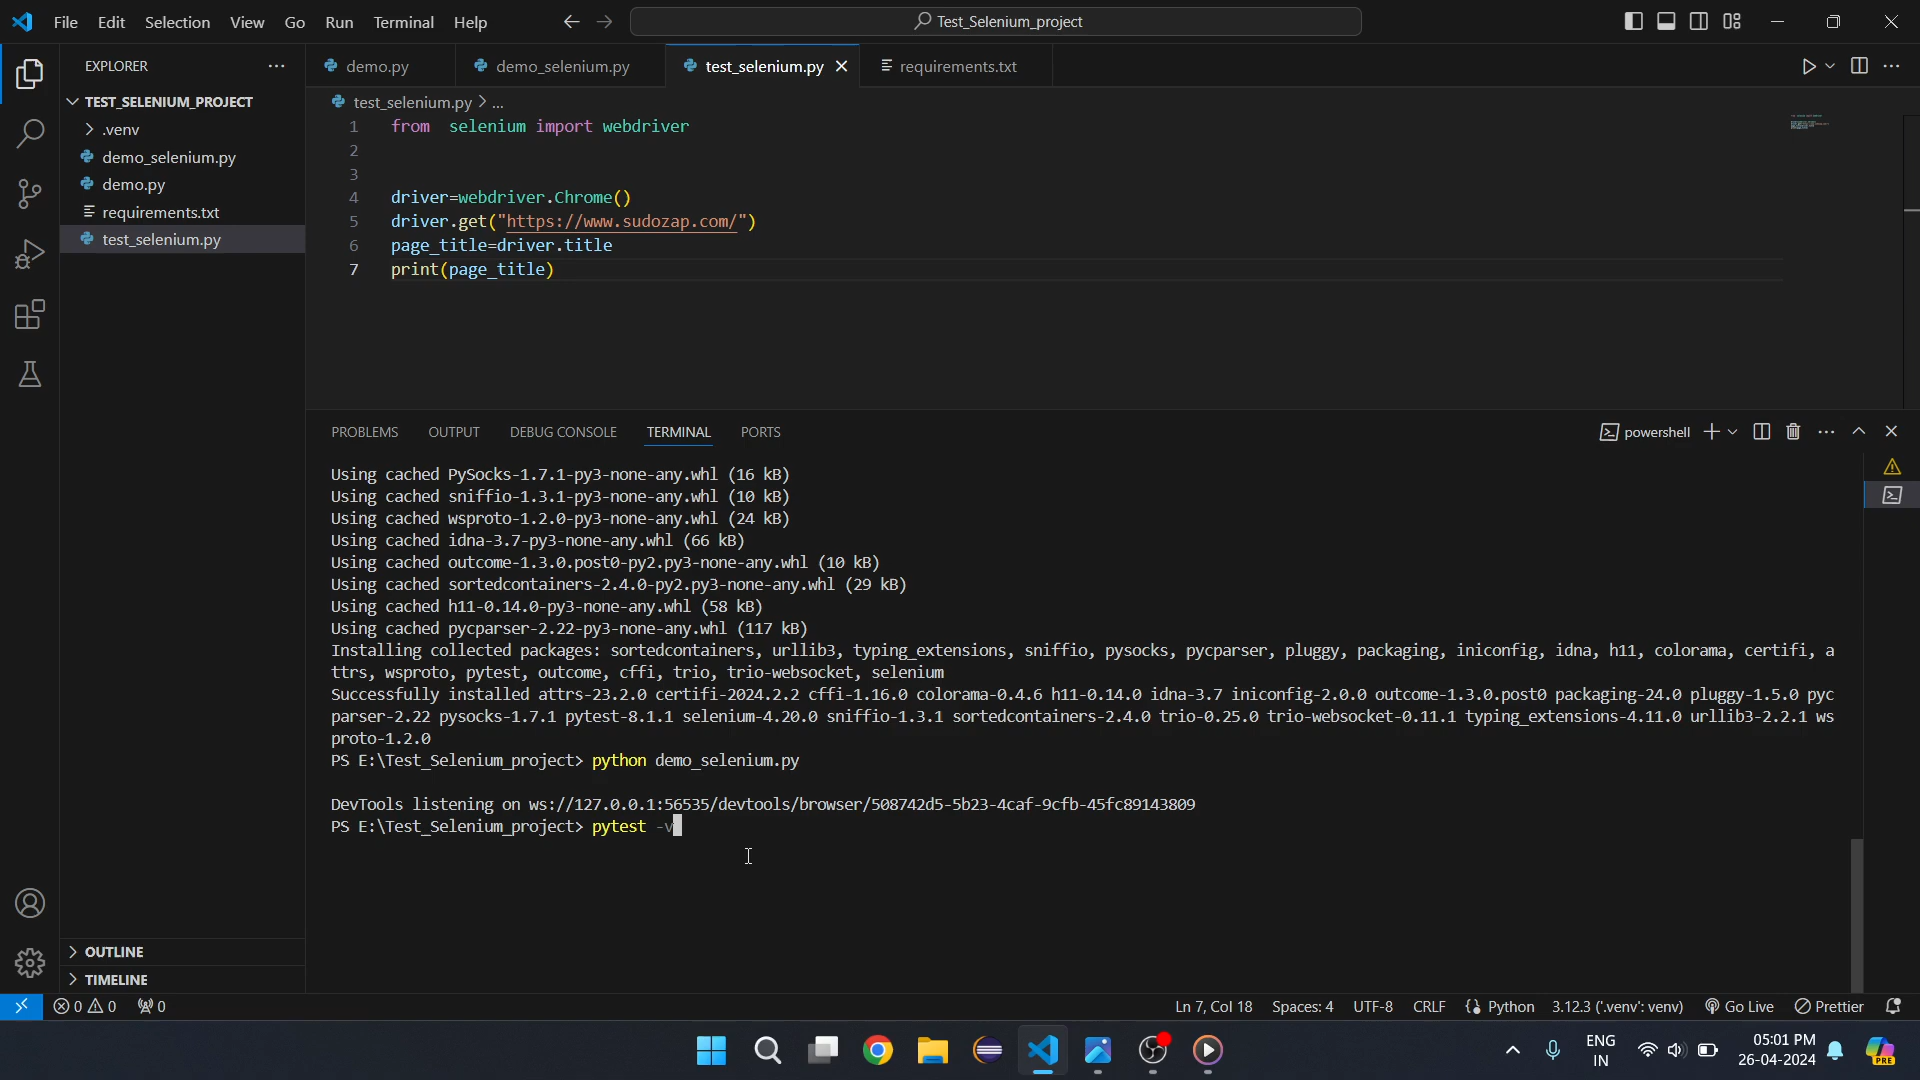 File Edit Selection View Go Run Terminal Help
Test_Selenium_project
EXPLORER
TEST_SELENIUM_PROJECT
.venv
demo_selenium.py
demo.py
requirements.txt
test_selenium.py
OUTLINE
TIMELINE
demo.py demo_selenium.py test_selenium.py requirements.txt
test_selenium.py > ...
1 from  selenium import webdriver
2
3
4 driver=webdriver.Chrome()
5 driver.get("https://www.sudozap.com/")
6 page_title=driver.title
7 print(page_title)
PROBLEMS OUTPUT DEBUG CONSOLE TERMINAL PORTS
powershell
Using cached PySocks-1.7.1-py3-none-any.whl (16 kB)
Using cached sniffio-1.3.1-py3-none-any.whl (10 kB)
Using cached wsproto-1.2.0-py3-none-any.whl (24 kB)
Using cached idna-3.7-py3-none-any.whl (66 kB)
Using cached outcome-1.3.0.post0-py2.py3-none-any.whl (10 kB)
Using cached sortedcontainers-2.4.0-py2.py3-none-any.whl (29 kB)
Using cached h11-0.14.0-py3-none-any.whl (58 kB)
Using cached pycparser-2.22-py3-none-any.whl (117 kB)
Installing collected packages: sortedcontainers, urllib3, typing_extensions, sniffio, pysocks, pycparser, pluggy, packaging, iniconfig, idna, h11, colorama, certifi, a
ttrs, wsproto, pytest, outcome, cffi, trio, trio-websocket, selenium
Successfully installed attrs-23.2.0 certifi-2024.2.2 cffi-1.16.0 colorama-0.4.6 h11-0.14.0 idna-3.7 iniconfig-2.0.0 outcome-1.3.0.post0 packaging-24.0 pluggy-1.5.0 pyc
parser-2.22 pysocks-1.7.1 pytest-8.1.1 selenium-4.20.0 sniffio-1.3.1 sortedcontainers-2.4.0 trio-0.25.0 trio-websocket-0.11.1 typing_extensions-4.11.0 urllib3-2.2.1 ws
proto-1.2.0
PS E:\Test_Selenium_project> python demo_selenium.py
DevTools listening on ws://127.0.0.1:56535/devtools/browser/508742d5-5b23-4caf-9cfb-45fc89143809
PS E:\Test_Selenium_project> pytest -v
0 0 0 Ln 7, Col 18 Spaces: 4 UTF-8 CRLF {} Python 3.12.3 ('.venv': venv) Go Live Prettier
ENG 05:01 PM
IN 26-04-2024
PRE